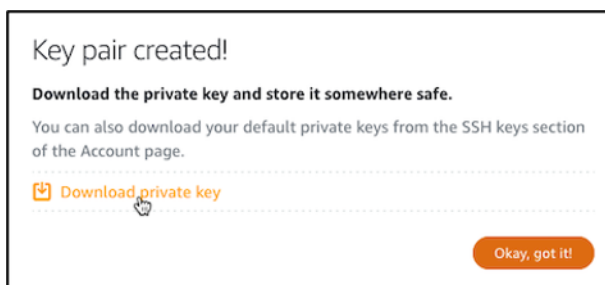 Key pair created!
Download the private key and store it somewhere safe.
You can also download your default private keys from the SSH keys section
of the Account page.
Download private key
Okay, got it!